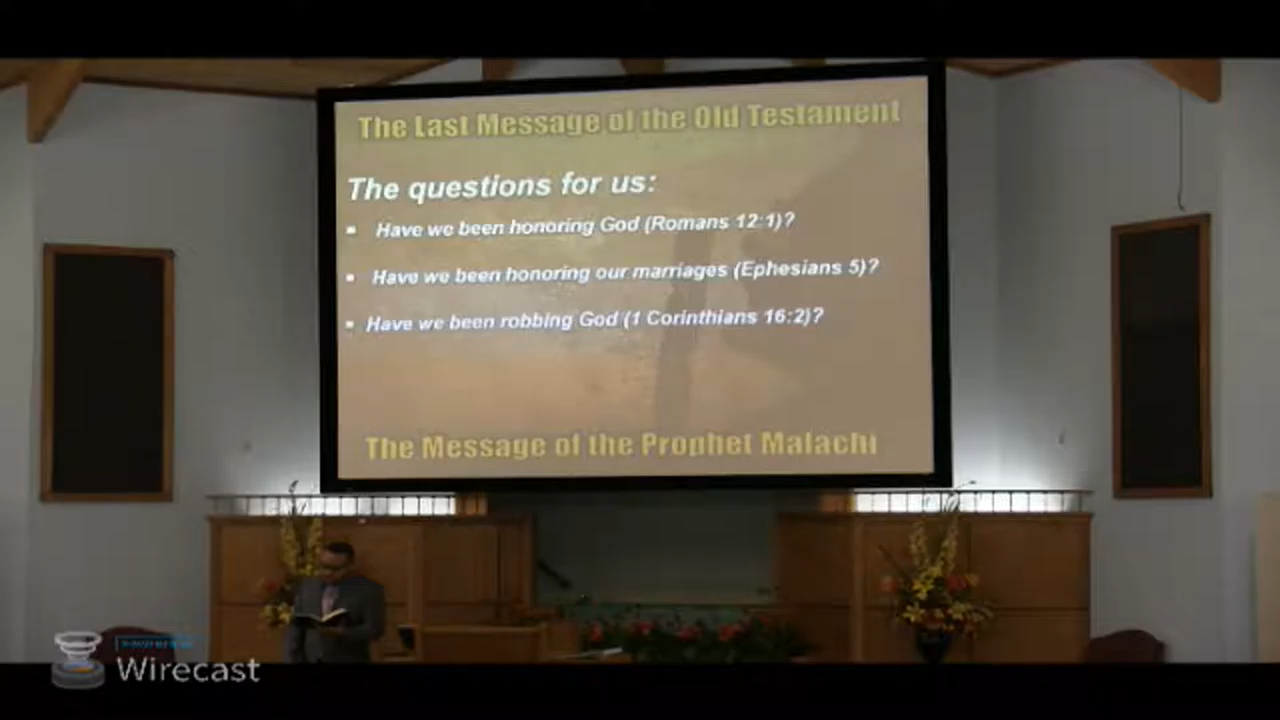 The Last Message of the Old Testament
The questions for us:
▪ Have we been honoring God (Romans 12:1)?
▪ Have we been honoring our marriages (Ephesians 5)?
▪ Have we been robbing God (1 Corinthians 16:2)?
The Message of the Prophet Malachi
Wirecast